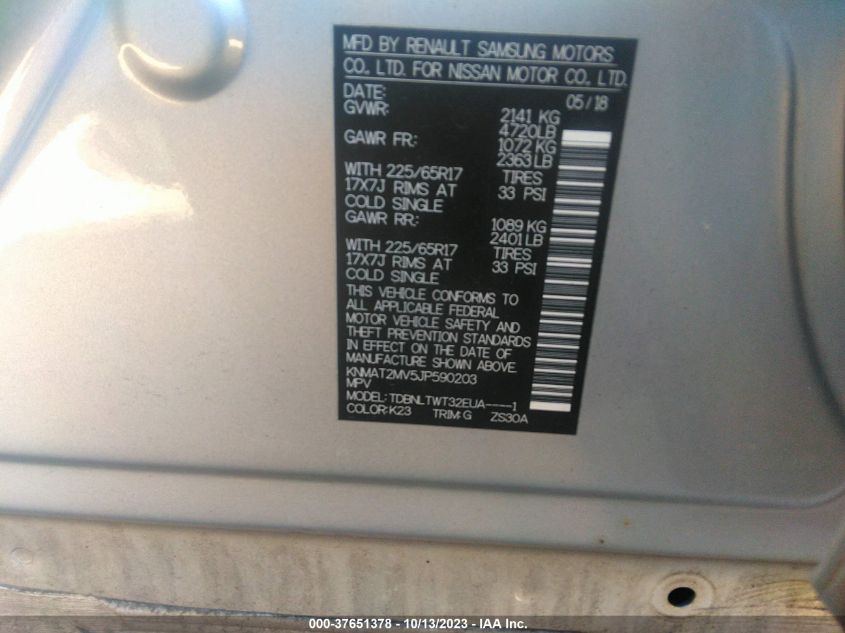 MFD BY RENAULT SAMSUNG MOTORS
CO., LTD. FOR NISSAN MOTOR CO., LTD.
DATE: 05/18
GVWR: 2141 KG
4720LB
GAWR FR: 1072 KG
2363LB
WITH 225/65R17 TIRES
17X7J RIMS AT 33 PSI
COLD SINGLE
GAWR RR: 1089 KG
2401LB
WITH 225/65R17 TIRES
17X7J RIMS AT 33 PSI
COLD SINGLE
THIS VEHICLE CONFORMS TO
ALL APPLICABLE FEDERAL
MOTOR VEHICLE SAFETY AND
THEFT PREVENTION STANDARDS
IN EFFECT ON THE DATE OF
MANUFACTURE SHOWN ABOVE.
KNMAT2MV5JP590203
MPV
MODEL: TDBNLTWT32EUA----1
COLOR:K23 TRIM:G ZS30A
000-37651378 - 10/13/2023 - IAA Inc.